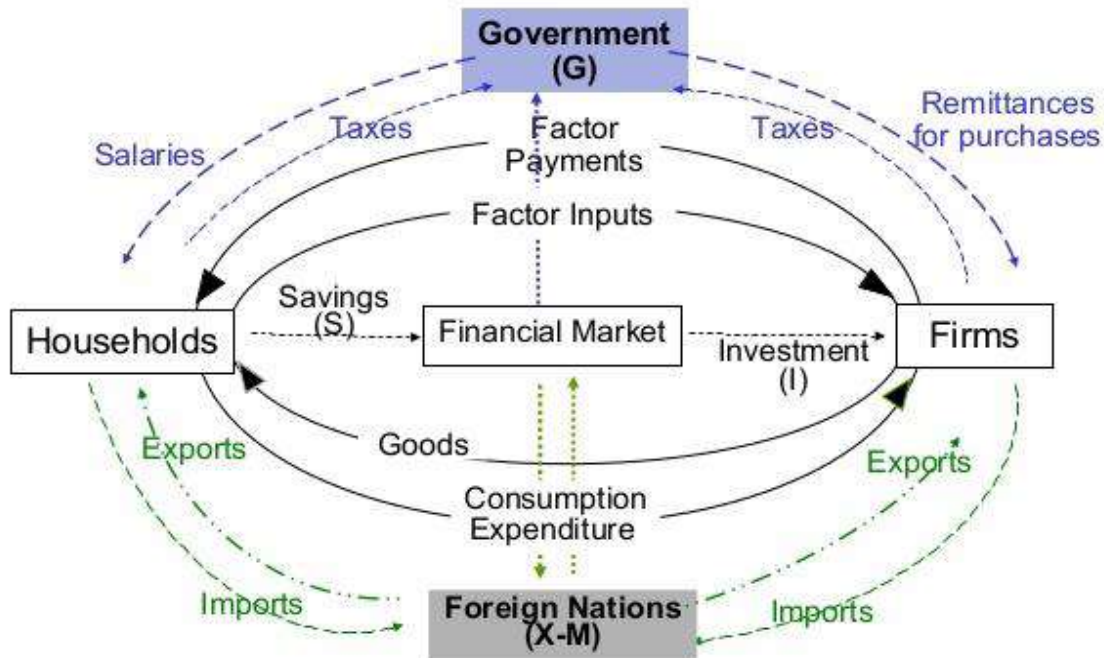 Government
(G)
Salaries
Taxes
Factor
Payments
Taxes
Remittances
for purchases
Factor Inputs
Households
Savings
(S)
Financial Market
Investment
(I)
Firms
Exports
Goods
Exports
Consumption
Expenditure
Imports
Foreign Nations
(X-M)
Imports